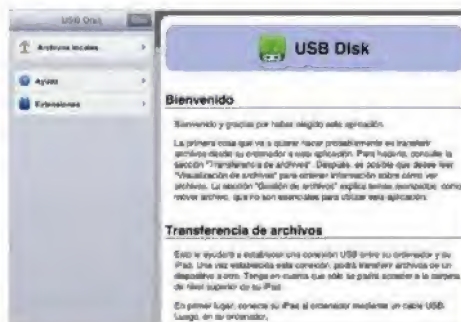 USB Disk
Archivos locales
Ayuda
Extensiones
USB Disk
Bienvenido
Bienvenido y gracias por haber elegido esta aplicación.
La primera cosa que va a querer hacer probablemente es transferir
archivos desde su ordenador a esta aplicación. Para hacerlo, consulte la
sección "Transferencia de archivos". Después, es posible que desee leer
"Visualización de archivos" para obtener información sobre cómo ver
archivos. La sección "Gestión de archivos" explica temas avanzados, como
mover archivos, que no son esenciales para utilizar esta aplicación.
Transferencia de archivos
Esto le ayudará a establecer una conexión USB entre su ordenador y su
iPad. Una vez establecida esta conexión, podrá transferir archivos de un
dispositivo a otro. Tenga en cuenta que sólo se podrá acceder a la carpeta
de nivel superior de su iPad.
En primer lugar, conecte su iPad al ordenador mediante un cable USB.
Luego, en su ordenador,